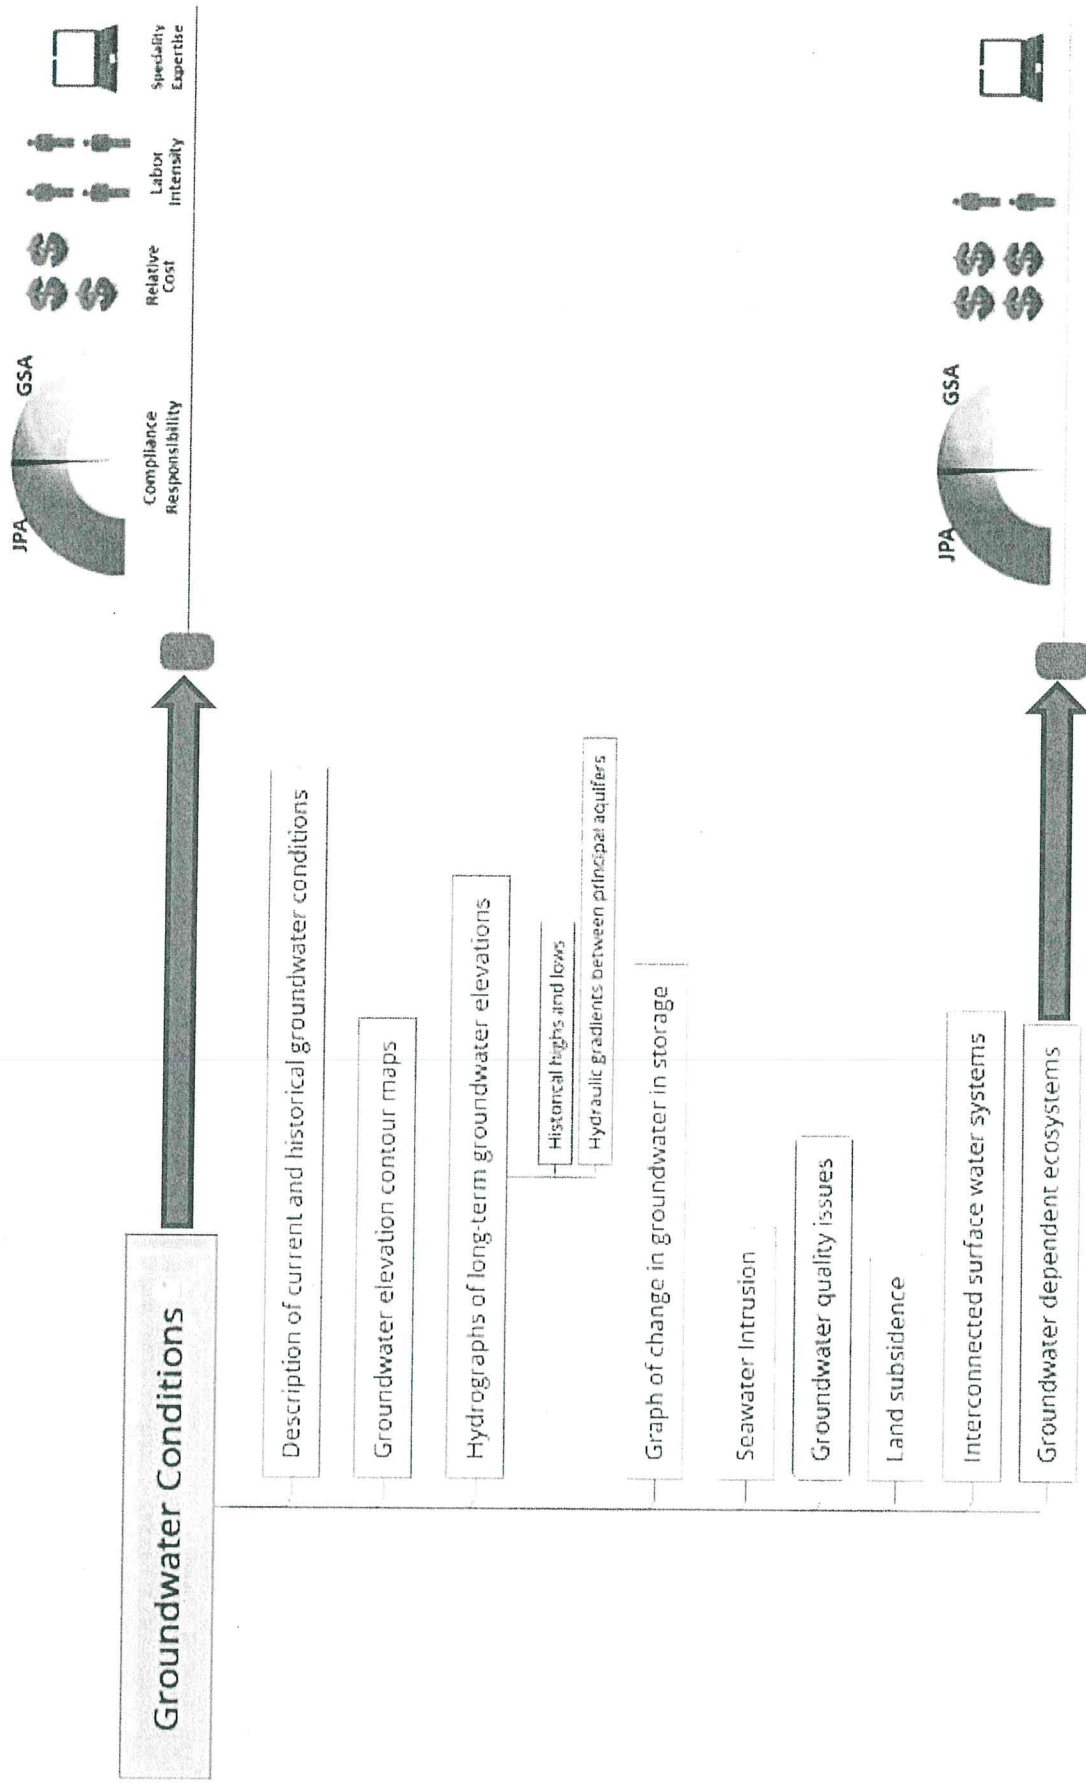 Groundwater Conditions
JPA
GSA
Compliance
Responsibility
Relative
Cost
Labor
Intensity
Speciality
Expertise
Description of current and historical groundwater conditions
Groundwater elevation contour maps
Hydrographs of long-term groundwater elevations
Historical highs and lows
Hydraulic gradients between principal aquifers
Graph of change in groundwater in storage
Seawater Intrusion
Groundwater quality issues
Land subsidence
Interconnected surface water systems
Groundwater dependent ecosystems
JPA
GSA